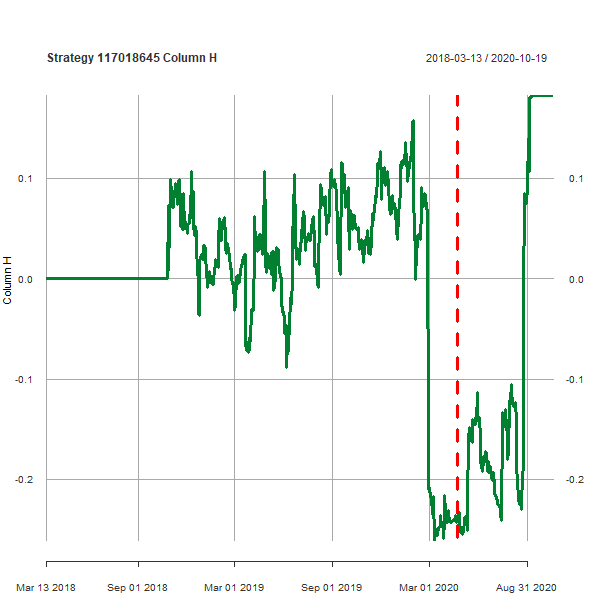 Strategy 117018645 Column H
2018-03-13 / 2020-10-19
Column H
0.1 0.1
0.0 0.0
-0.1 -0.1
-0.2 -0.2
Mar 13 2018 Sep 01 2018 Mar 01 2019 Sep 01 2019 Mar 01 2020 Aug 31 2020